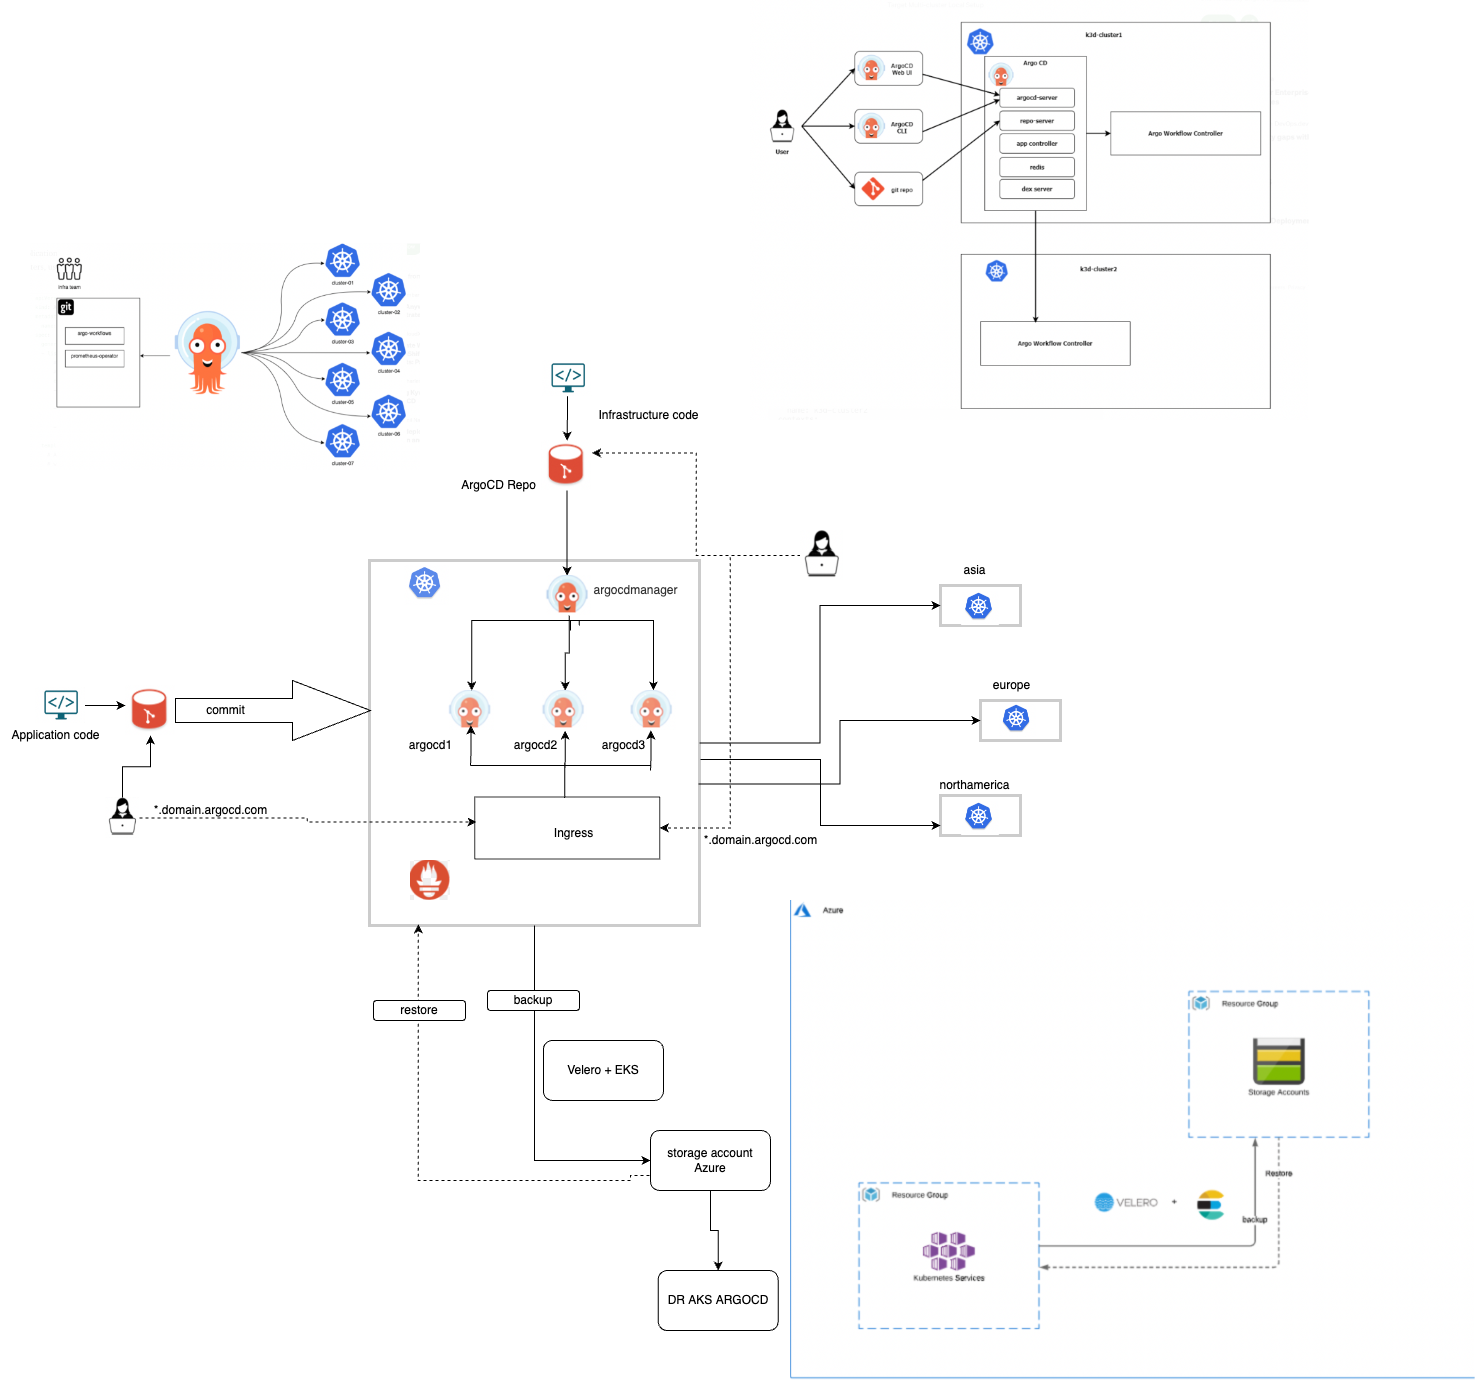 k3d-cluster1
Argo CD
ArgoCD
Web UI
ArgoCD
CLI
git repo
User
argocd-server
repo-server
app controller
redis
dex server
Argo Workflow Controller
k3d-cluster2
Argo Workflow Controller
infra team
git
argo-workflows
prometheus-operator
cluster-01
cluster-02
cluster-03
cluster-04
cluster-05
cluster-06
cluster-07
Infrastructure code
ArgoCD Repo
argocdmanager
asia
europe
northamerica
commit
Application code
argocd1
argocd2
argocd3
*.domain.argocd.com
Ingress
*.domain.argocd.com
restore
backup
Velero + EKS
storage account
Azure
DR AKS ARGOCD
Azure
Resource Group
Storage Accounts
Restore
Resource Group
VELERO
+
backup
Kubernetes Services